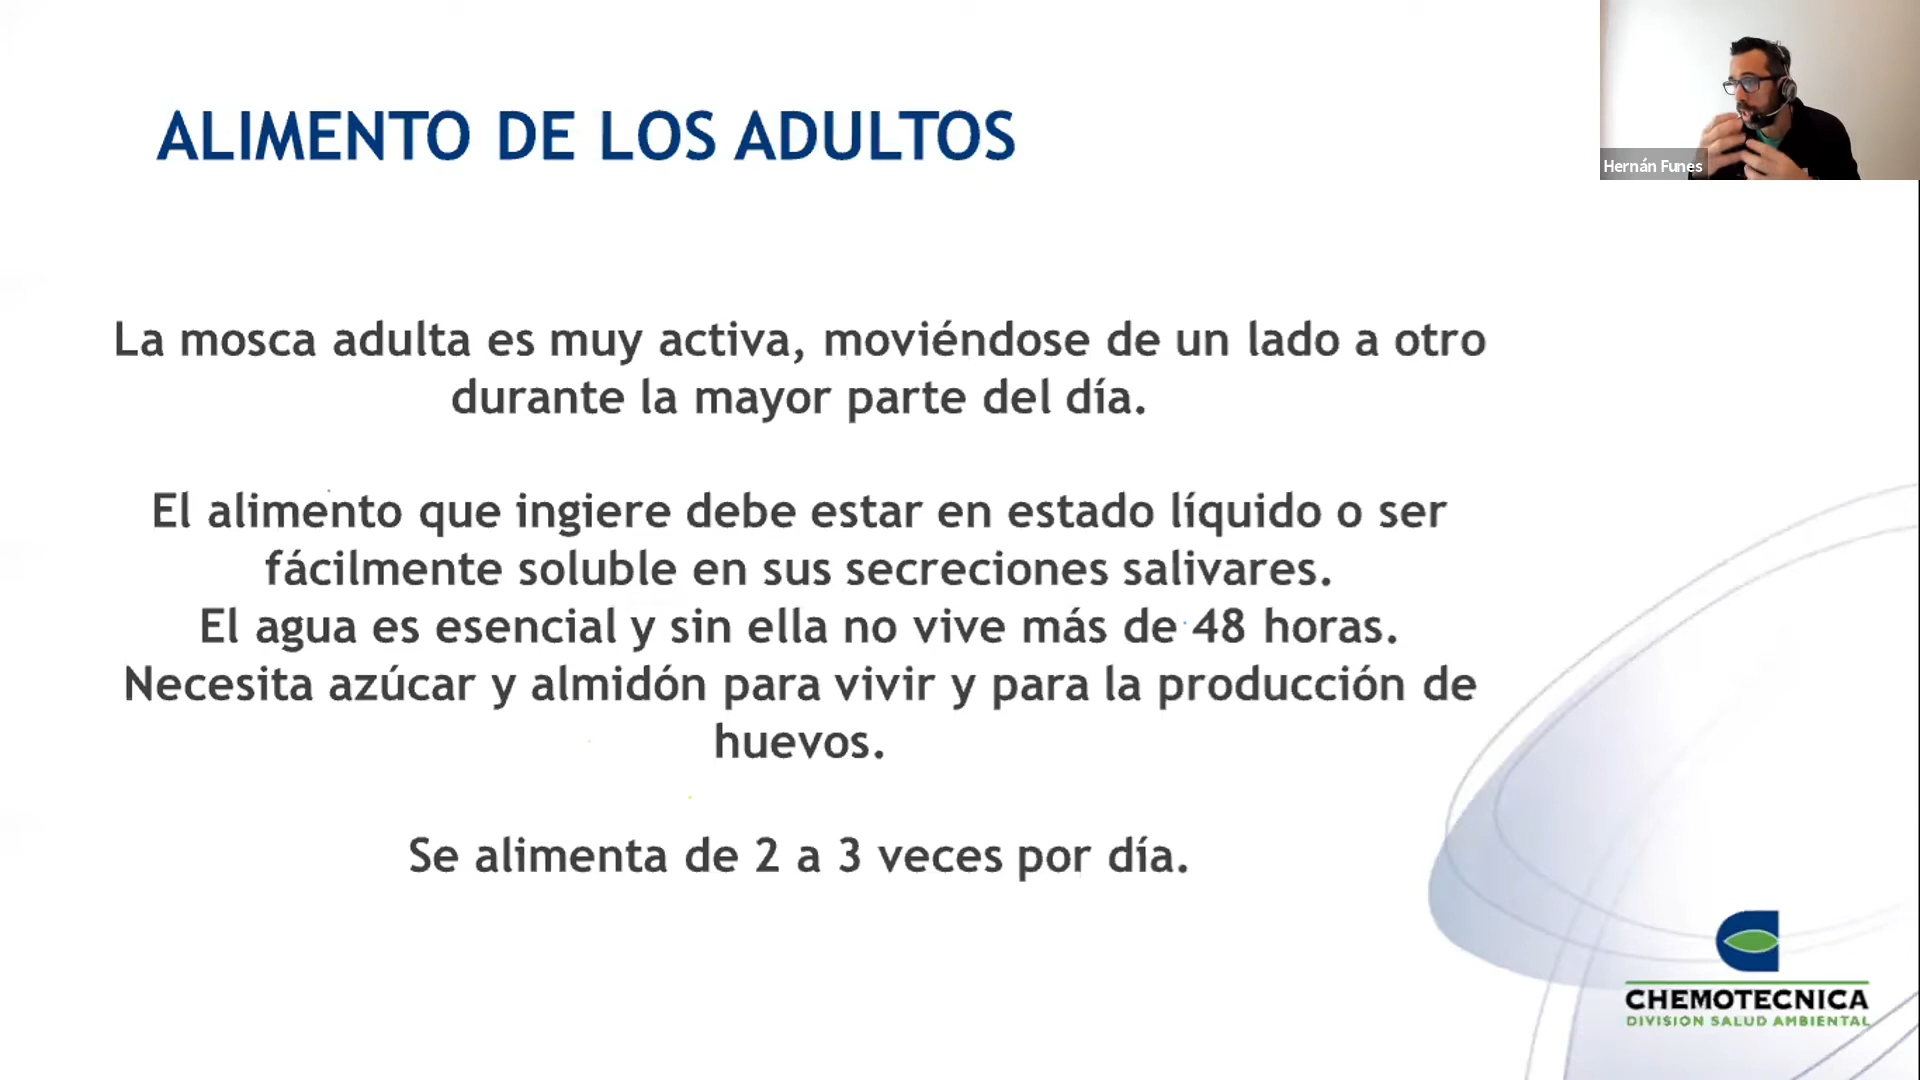 ALIMENTO DE LOS ADULTOS
Hernán Funes
La mosca adulta es muy activa, moviéndose de un lado a otro
durante la mayor parte del día.
El alimento que ingiere debe estar en estado líquido o ser
fácilmente soluble en sus secreciones salivares.
El agua es esencial y sin ella no vive más de 48 horas.
Necesita azúcar y almidón para vivir y para la producción de
huevos.
Se alimenta de 2 a 3 veces por día.
CHEMOTECNICA
DIVISION SALUD AMBIENTAL